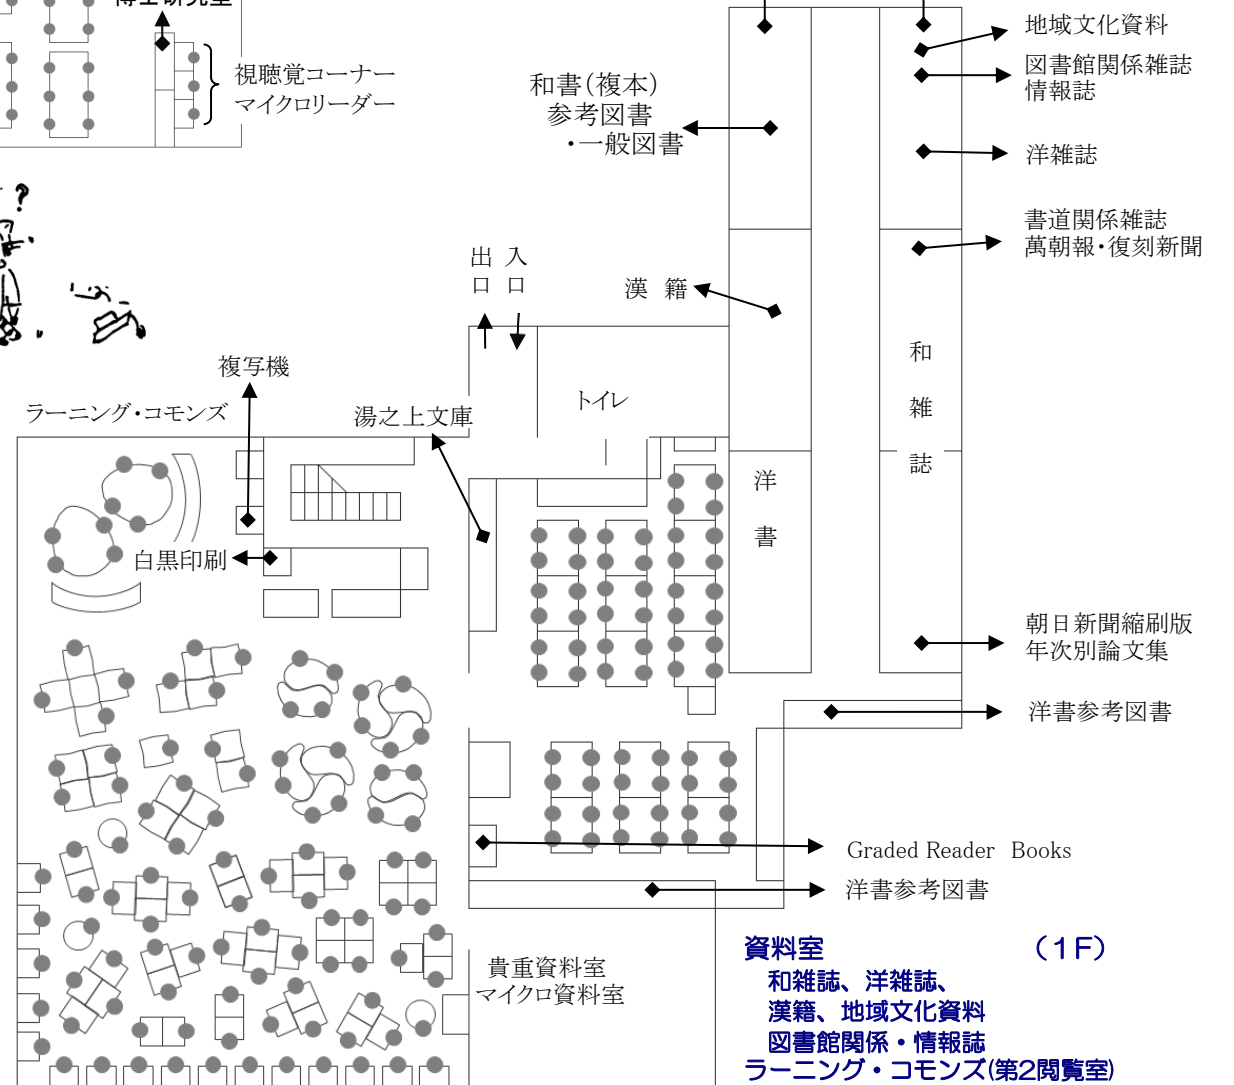 視聴覚コーナー
マイクロリーダー
和書（複本）
参考図書
・一般図書
地域文化資料
図書館関係雑誌
情報誌
洋雑誌
書道関係雑誌
萬朝報・復刻新聞
出口
入口
漢 籍
複写機
ラーニング・コモンズ
湯之上文庫
トイレ
和雑誌
洋書
白黒印刷
朝日新聞縮刷版
年次別論文集
洋書参考図書
Graded Reader Books
洋書参考図書
貴重資料室
マイクロ資料室
資料室 （１F）
和雑誌、洋雑誌、
漢籍、地域文化資料
図書館関係・情報誌
ラーニング・コモンズ(第2閲覧室)